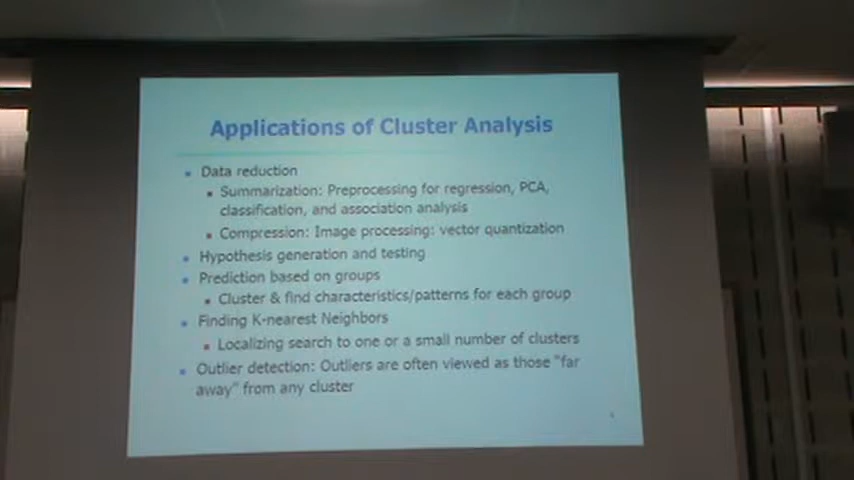 Applications of Cluster Analysis
Data reduction
Summarization: Preprocessing for regression, PCA,
classification, and association analysis
Compression: Image processing: vector quantization
Hypothesis generation and testing
Prediction based on groups
Cluster & find characteristics/patterns for each group
Finding K-nearest Neighbors
Localizing search to one or a small number of clusters
Outlier detection: Outliers are often viewed as those "far
away" from any cluster